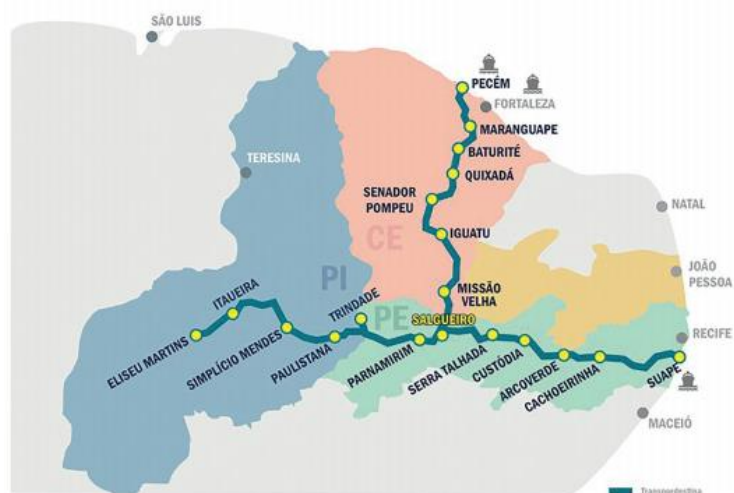 SÃO LUIS
PECÉM
FORTALEZA
MARANGUAPE
BATURITÉ
TERESINA
QUIXADÁ
SENADOR
POMPEU
NATAL
CE
IGUATU
JOÃO
PESSOA
PI
MISSÃO
VELHA
ITAUEIRA
TRINDADE
PE
SALGUEIRO
RECIFE
ELISEU MARTINS
SIMPLÍCIO MENDES
PAULISTANA
PARNAMIRIM
SERRA TALHADA
CUSTÓDIA
ARCOVERDE
CACHOEIRINHA
SUAPE
MACEIÓ
Transnordestina